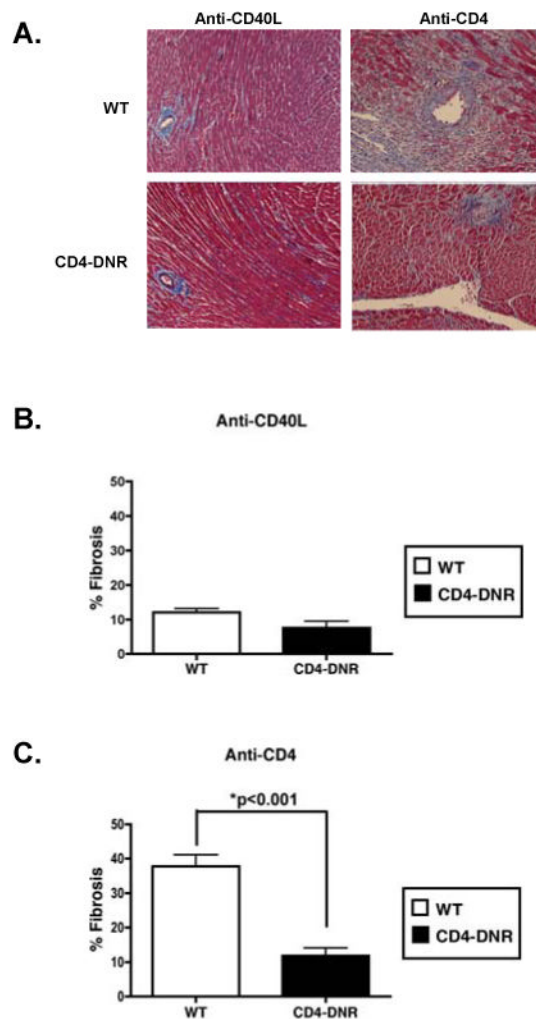 A.
Anti-CD40L Anti-CD4
WT
CD4-DNR
B.
Anti-CD40L
% Fibrosis
50
40
30
20
10
0
WT CD4-DNR
WT
CD4-DNR
C.
Anti-CD4
*p<0.001
% Fibrosis
50
40
30
20
10
0
WT CD4-DNR
WT
CD4-DNR